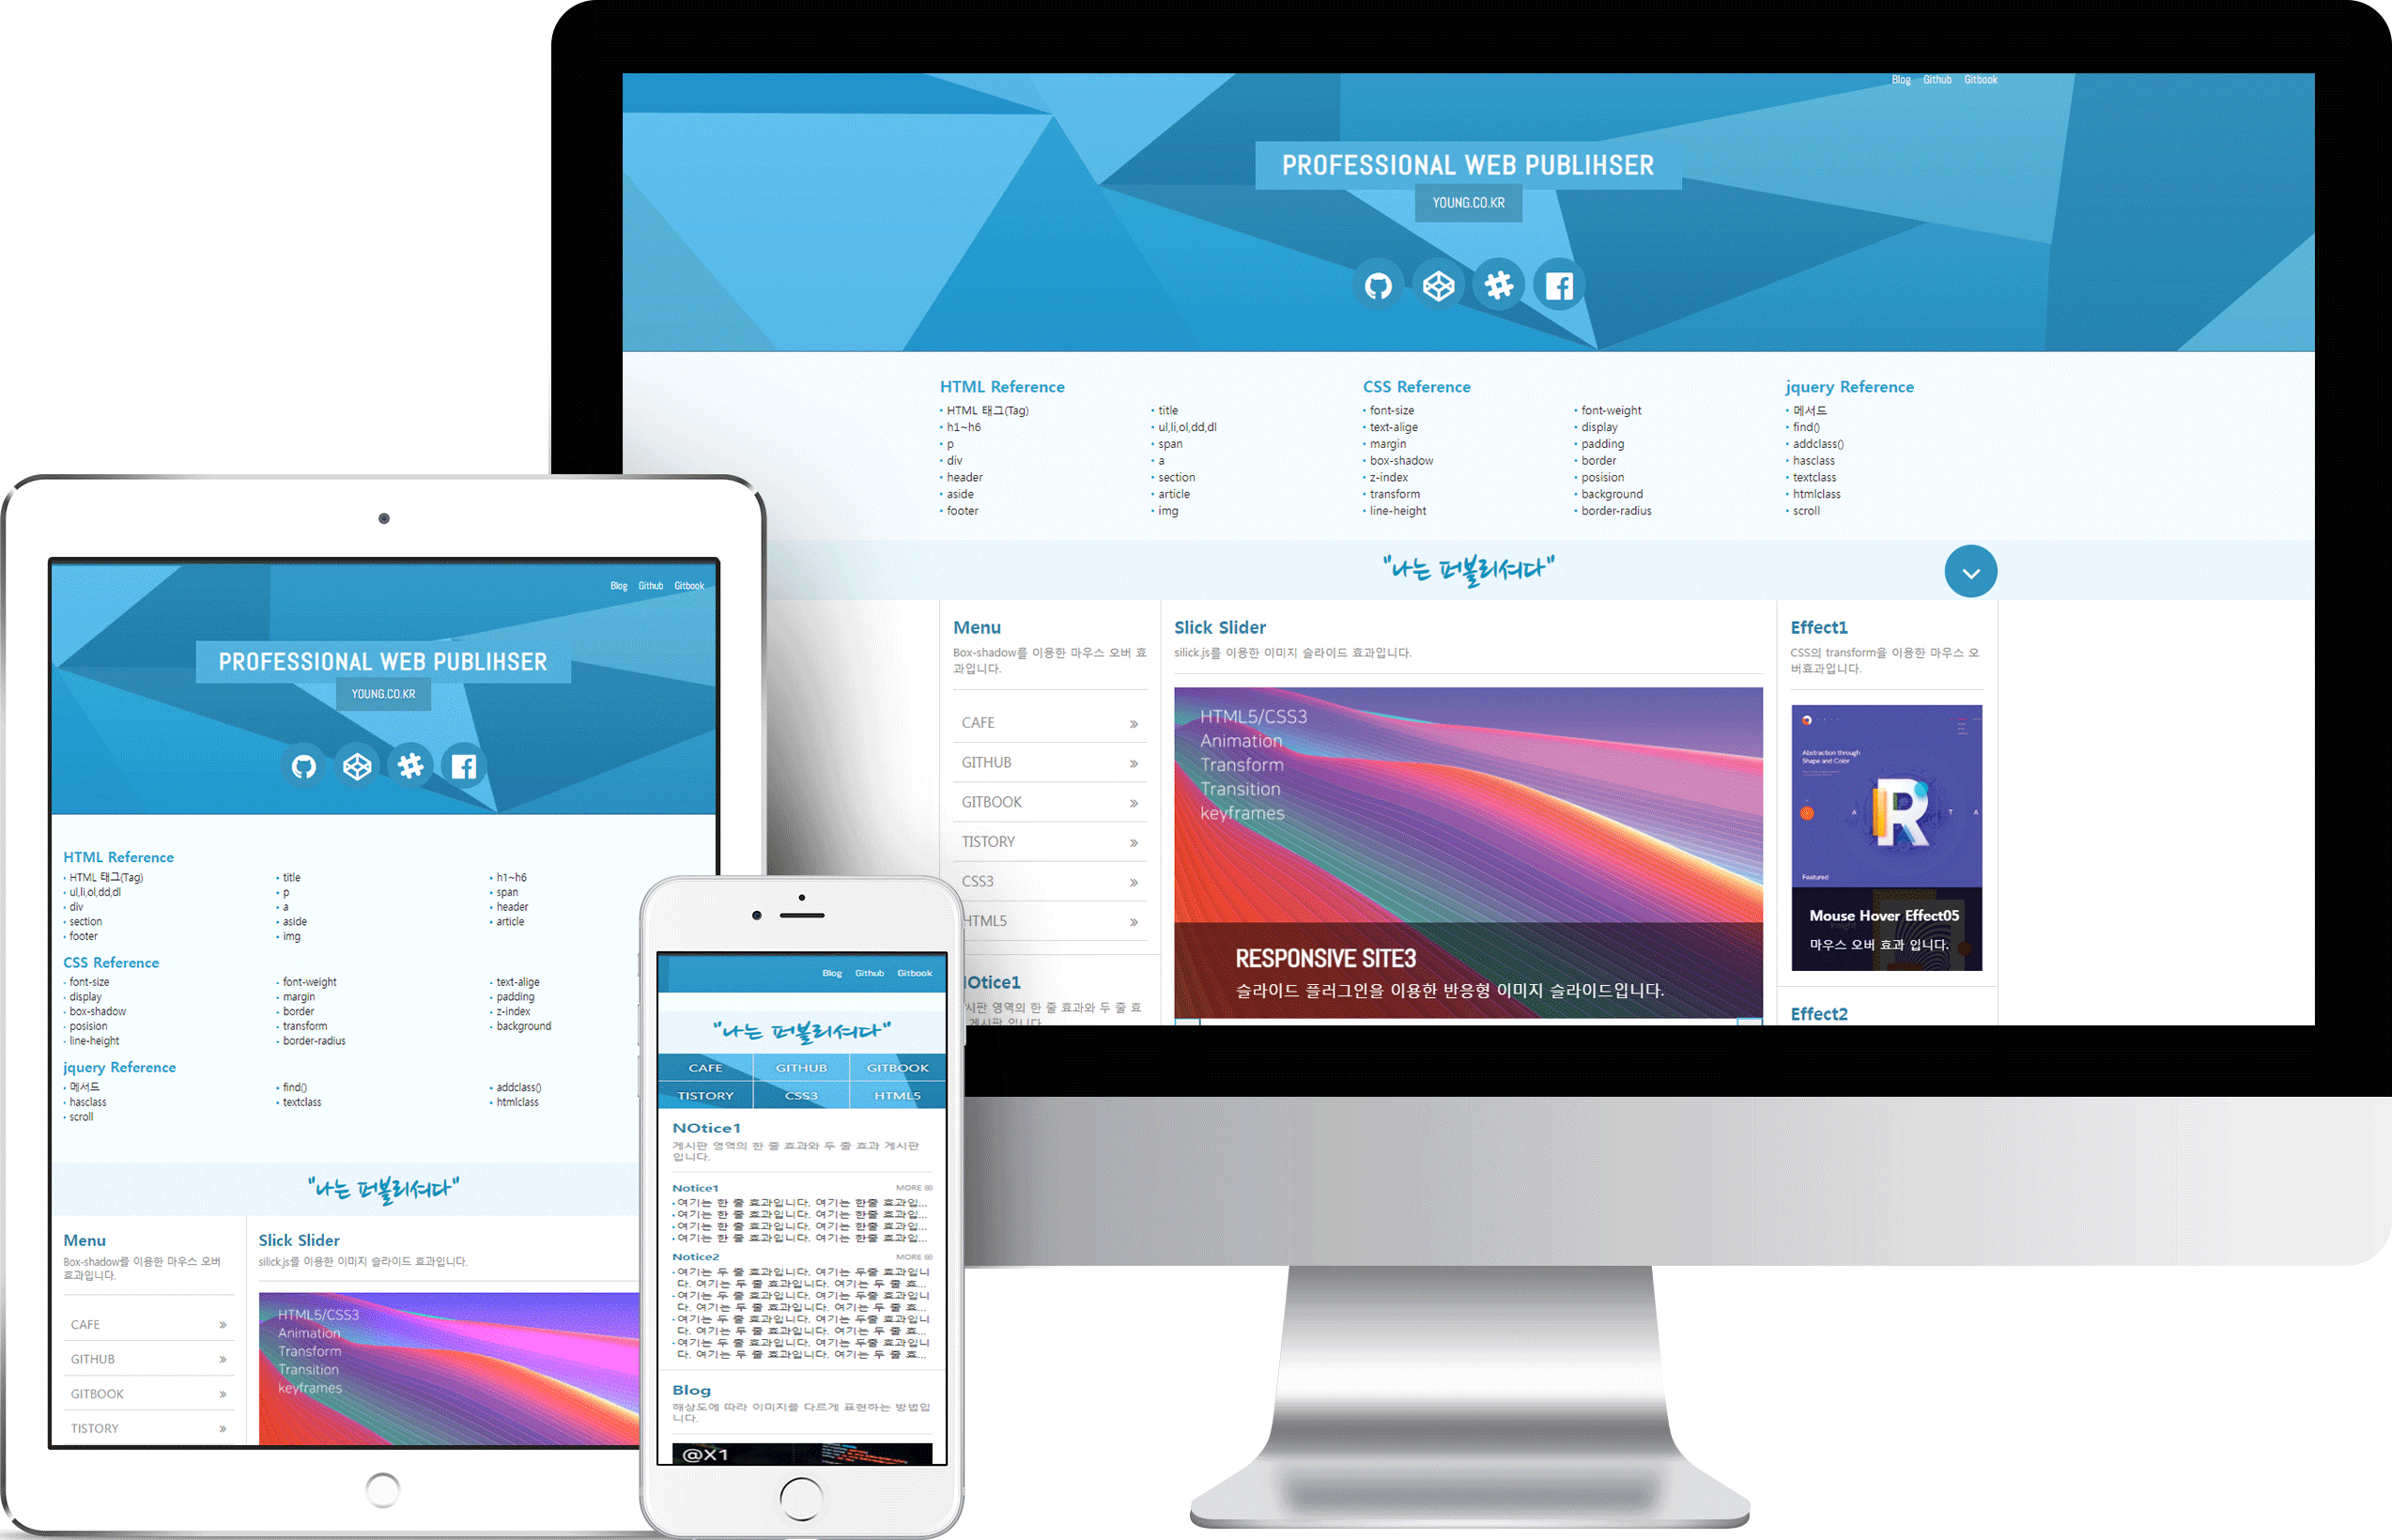 Blog Github Gitbook
PROFESSIONAL WEB PUBLIHSER
YOUNG.CO.KR
HTML Reference
HTML 태그(Tag)
h1~h6
p
div
header
aside
footer
title
ul,li,ol,dd,dl
span
a
section
article
img
CSS Reference
font-size
text-alige
margin
box-shadow
z-index
transform
line-height
font-weight
display
padding
border
posision
background
border-radius
jquery Reference
메서드
find()
addclass()
hasclass
textclass
htmlclass
scroll
"나는 퍼블리셔다"
Menu
Box-shadow를 이용한 마우스 오버 효
과입니다.
CAFE
GITHUB
GITBOOK
TISTORY
CSS3
HTML5
NOtice1
시판 영역의 한 줄 효과와 두 줄 효
게시판 입니다
Slick Slider
silick.js를 이용한 이미지 슬라이드 효과입니다.
HTML5/CSS3
Animation
Transform
Transition
keyframes
RESPONSIVE SITE3
슬라이드 플러그인을 이용한 반응형 이미지 슬라이드입니다.
Effect1
CSS의 transform을 이용한 마우스 오
버효과입니다.
Abstraction through
Shape and Color
A R T A
Featured
Mouse Hover Effect05
마우스 오버 효과 입니다.
Effect2
Blog Github Gitbook
PROFESSIONAL WEB PUBLIHSER
YOUNG.CO.KR
HTML Reference
HTML 태그(Tag) title h1~h6
ul,li,ol,dd,dl p span
div a header
section aside article
footer img
CSS Reference
font-size font-weight text-alige
display margin padding
box-shadow border z-index
posision transform background
line-height border-radius
jquery Reference
메서드 find() addclass()
hasclass textclass htmlclass
scroll
"나는 퍼블리셔다"
Menu
Box-shadow를 이용한 마우스 오버
효과입니다.
CAFE
GITHUB
GITBOOK
TISTORY
Slick Slider
silick.js를 이용한 이미지 슬라이드 효과입니다.
HTML5/CSS3
Animation
Transform
Transition
keyframes
Blog Github Gitbook
"나는 퍼블리셔다"
CAFE GITHUB GITBOOK
TISTORY CSS3 HTML5
NOtice1
게시판 영역의 한 줄 효과와 두 줄 효과 게시판
입니다.
Notice1 MORE
여기는 한 줄 효과입니다. 여기는 한줄 효과입...
여기는 한 줄 효과입니다. 여기는 한줄 효과입...
여기는 한 줄 효과입니다. 여기는 한줄 효과입...
여기는 한 줄 효과입니다. 여기는 한줄 효과입...
Notice2 MORE
여기는 두 줄 효과입니다. 여기는 두줄 효과입니
다. 여기는 두 줄 효과입니다. 여기는 두 줄 효...
여기는 두 줄 효과입니다. 여기는 두줄 효과입니
다. 여기는 두 줄 효과입니다. 여기는 두 줄 효...
여기는 두 줄 효과입니다. 여기는 두줄 효과입니
다. 여기는 두 줄 효과입니다. 여기는 두 줄 효...
여기는 두 줄 효과입니다. 여기는 두줄 효과입니
다. 여기는 두 줄 효과입니다. 여기는 두 줄 효...
Blog
해상도에 따라 이미지를 다르게 표현하는 방법입
니다.
@X1